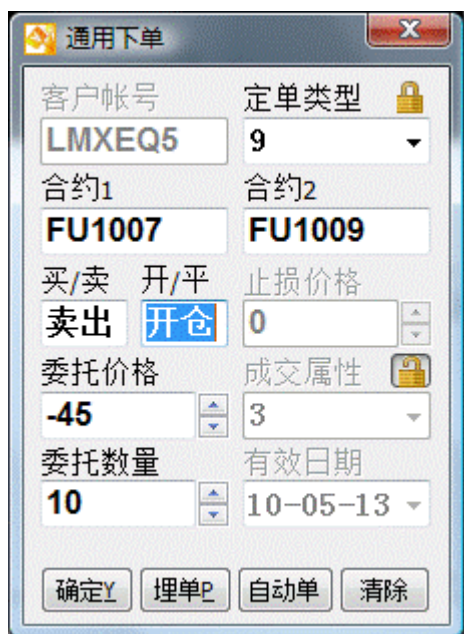 通用下单
客户帐号 定单类型
LMXEQ5 9
合约1 合约2
FU1007 FU1009
买/卖 开/平 止损价格
卖出 开仓 0
委托价格 成交属性
-45 3
委托数量 有效日期
10 10-05-13
确定Y 埋单P 自动单 清除